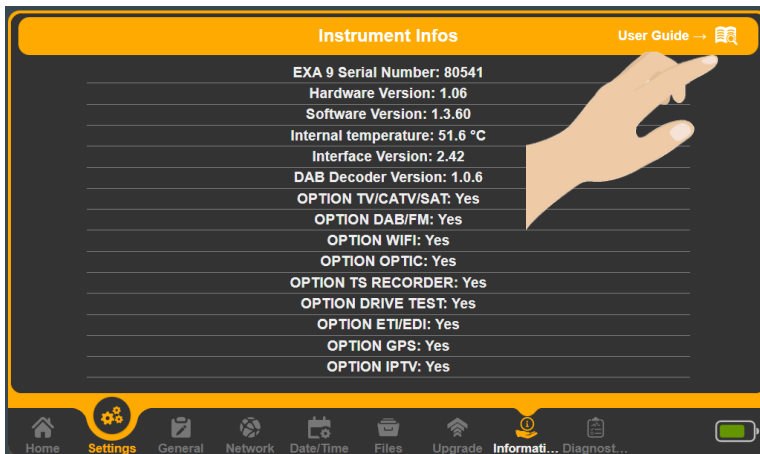 Instrument Infos
User Guide →
EXA 9 Serial Number: 80541
Hardware Version: 1.06
Software Version: 1.3.60
Internal temperature: 51.6 °C
Interface Version: 2.42
DAB Decoder Version: 1.0.6
OPTION TV/CATV/SAT: Yes
OPTION DAB/FM: Yes
OPTION WIFI: Yes
OPTION OPTIC: Yes
OPTION TS RECORDER: Yes
OPTION DRIVE TEST: Yes
OPTION ETI/EDI: Yes
OPTION GPS: Yes
OPTION IPTV: Yes
Home Settings General Network Date/Time Files Upgrade Informati... Diagnost...